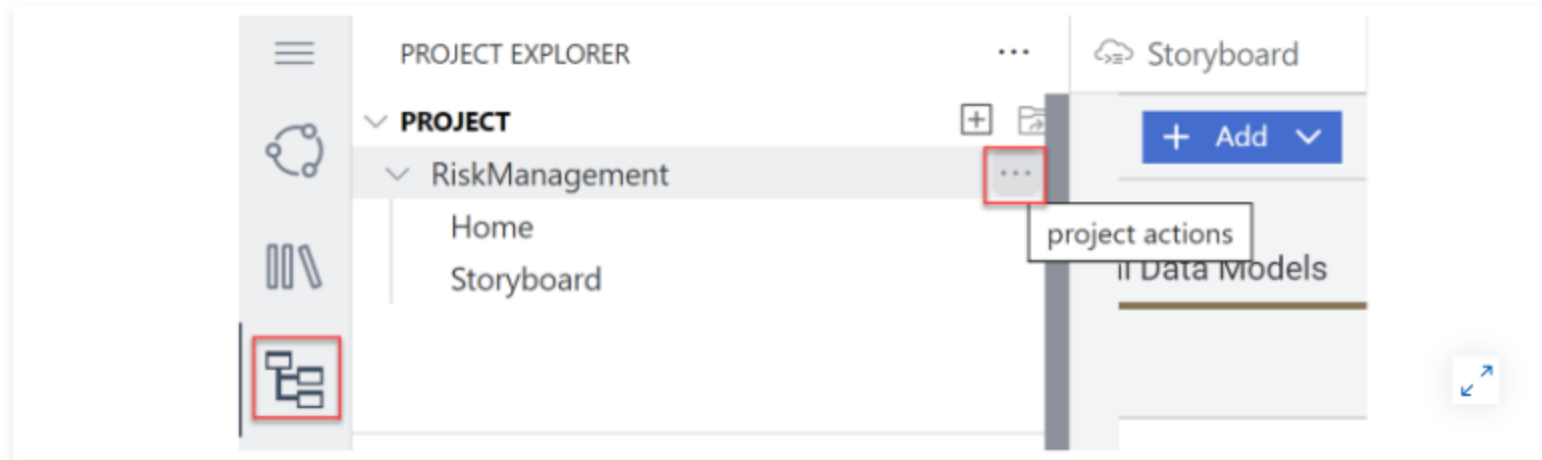 PROJECT EXPLORER
Storyboard
PROJECT
Add
RiskManagement
Home
project actions
Storyboard
Data Models